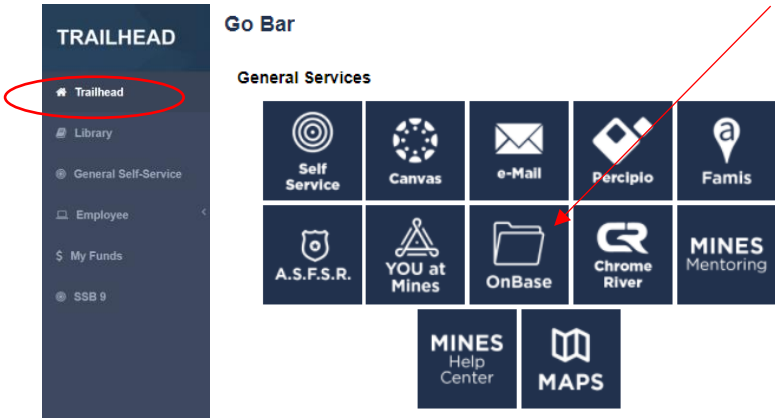 TRAILHEAD
Trailhead
Library
General Self-Service
Employee
$ My Funds
SSB 9
Go Bar
General Services
Self
Service
Canvas
e-Mail
Percipio
a
Famis
A.S.F.S.R.
YOU at
Mines
OnBase
CR
Chrome
River
MINES
Mentoring
MINES
Help
Center
MAPS